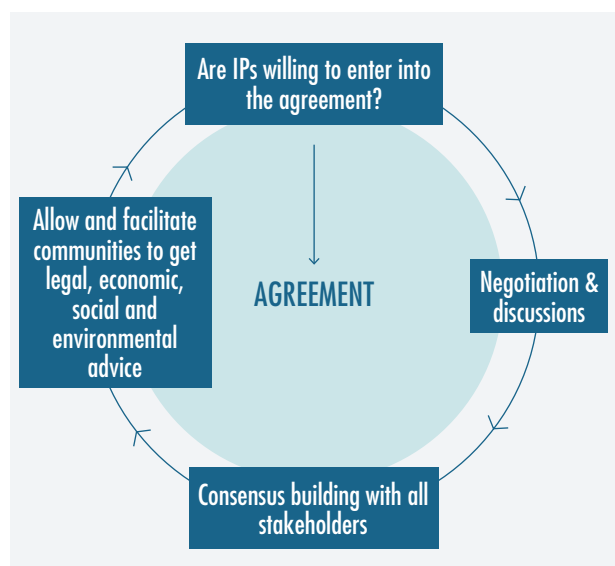 Are IPs willing to enter into
the agreement?
Allow and facilitate
communities to get
legal, economic,
social and
environmental
advice
AGREEMENT
Negotiation &
discussions
Consensus building with all
stakeholders